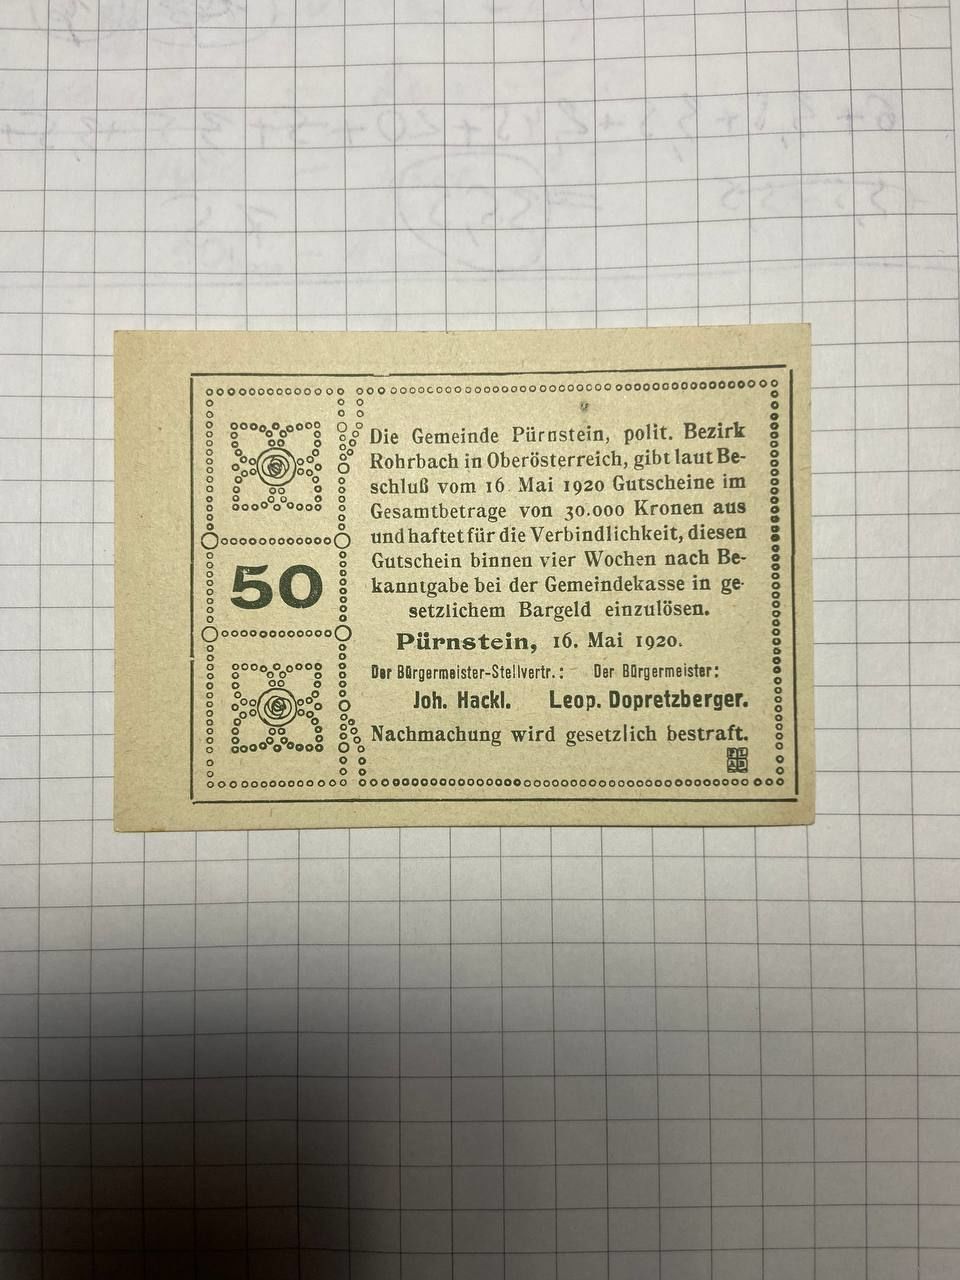 Die Gemeinde Pürnstein, polit. Bezirk
Rohrbach in Oberösterreich, gibt laut Be-
schluß vom 16. Mai 1920 Gutscheine im
Gesamtbetrage von 30.000 Kronen aus
und haftet für die Verbindlichkeit, diesen
50
Gutschein binnen vier Wochen nach Be-
kanntgabe bei der Gemeindekasse in ge-
setzlichem Bargeld einzulösen.
Pürnstein, 16. Mai 1920.
Der Bürgermeister-Stellvertr.: Der Bürgermeister:
Joh. Hackl. Leop. Dopretzberger.
Nachmachung wird gesetzlich bestraft.